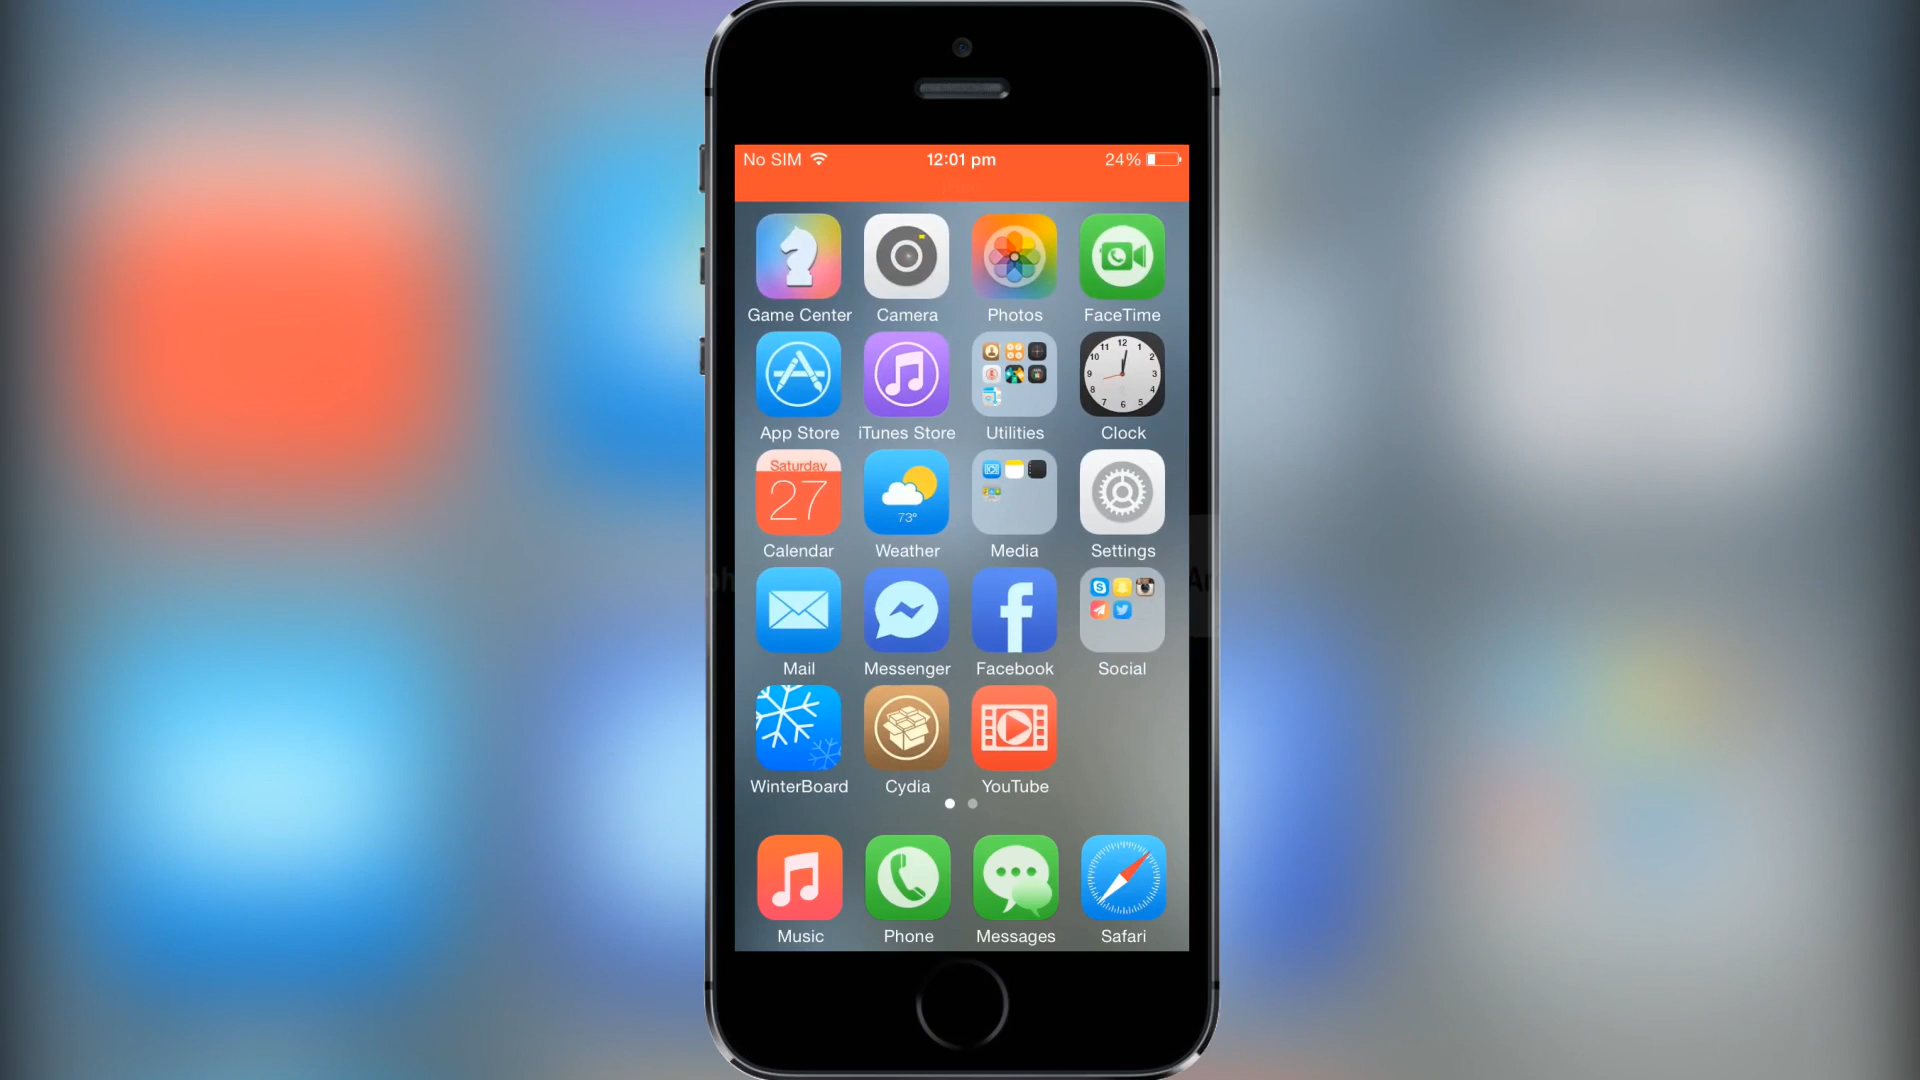 No SIM 12:01 pm 24%
Game Center Camera Photos FaceTime
App Store iTunes Store Utilities Clock
Saturday
27
73°
Calendar Weather Media Settings
Mail Messenger Facebook Social
WinterBoard Cydia YouTube
Music Phone Messages Safari